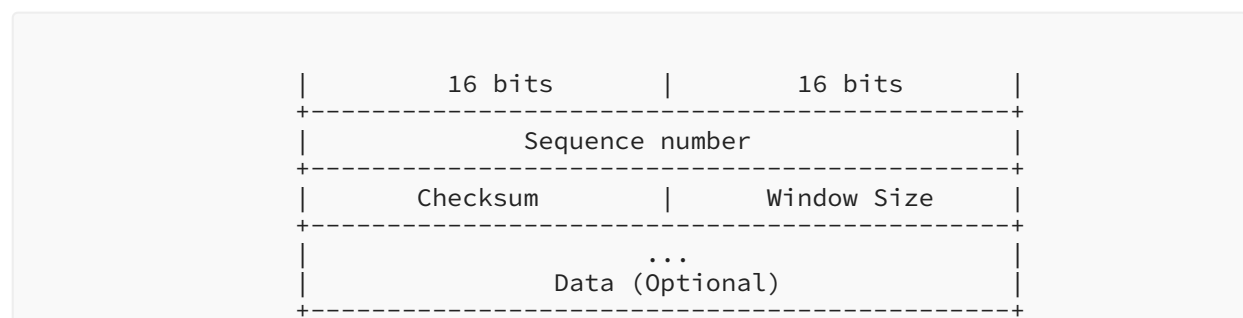 |         16 bits       |        16 bits       |
+----------------------------------------------+
|              Sequence number                 |
+----------------------------------------------+
|       Checksum        |      Window Size     |
+----------------------------------------------+
|                      ...                     |
|                Data (Optional)               |
+----------------------------------------------+